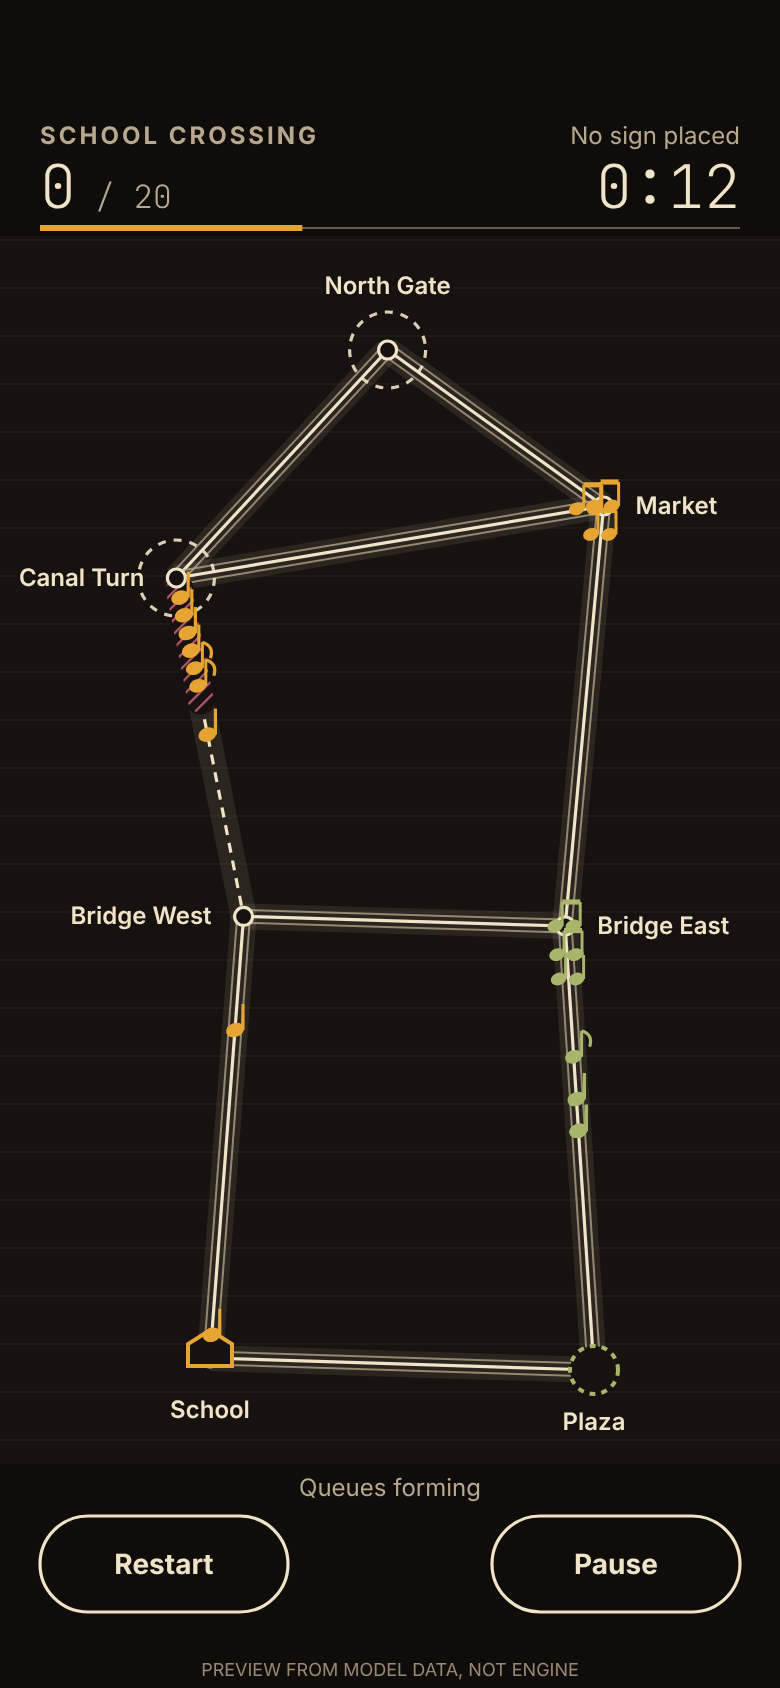 SCHOOL CROSSING
No sign placed
0 / 20
0:12
North Gate
Market
Canal Turn
Bridge West
Bridge East
School
Plaza
Queues forming
Restart
Pause
PREVIEW FROM MODEL DATA, NOT ENGINE